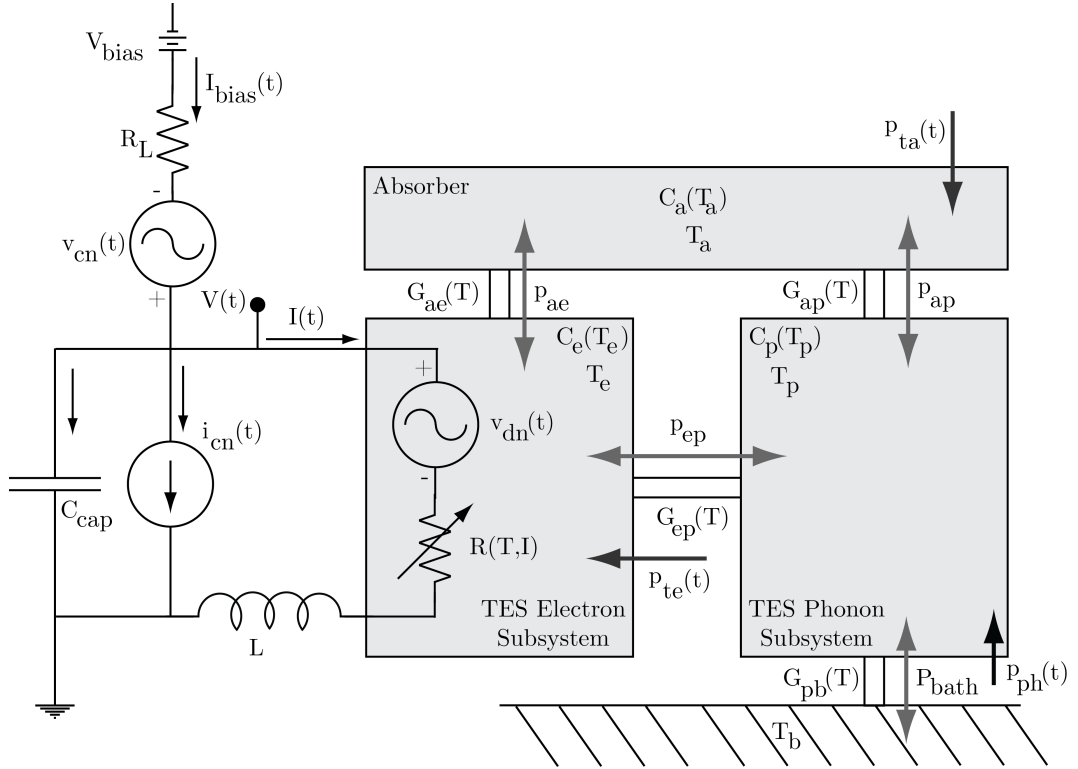 V_bias
I_bias(t)
R_L
-
v_cn(t)
+
V(t)
I(t)
i_cn(t)
C_cap
L
Absorber
C_a(T_a)
T_a
p_ta(t)
G_ae(T)
p_ae
G_ap(T)
p_ap
C_e(T_e)
T_e
C_p(T_p)
T_p
+
v_dn(t)
-
R(T,I)
p_ep
G_ep(T)
p_te(t)
TES Electron
Subsystem
TES Phonon
Subsystem
G_pb(T)
P_bath
p_ph(t)
T_b